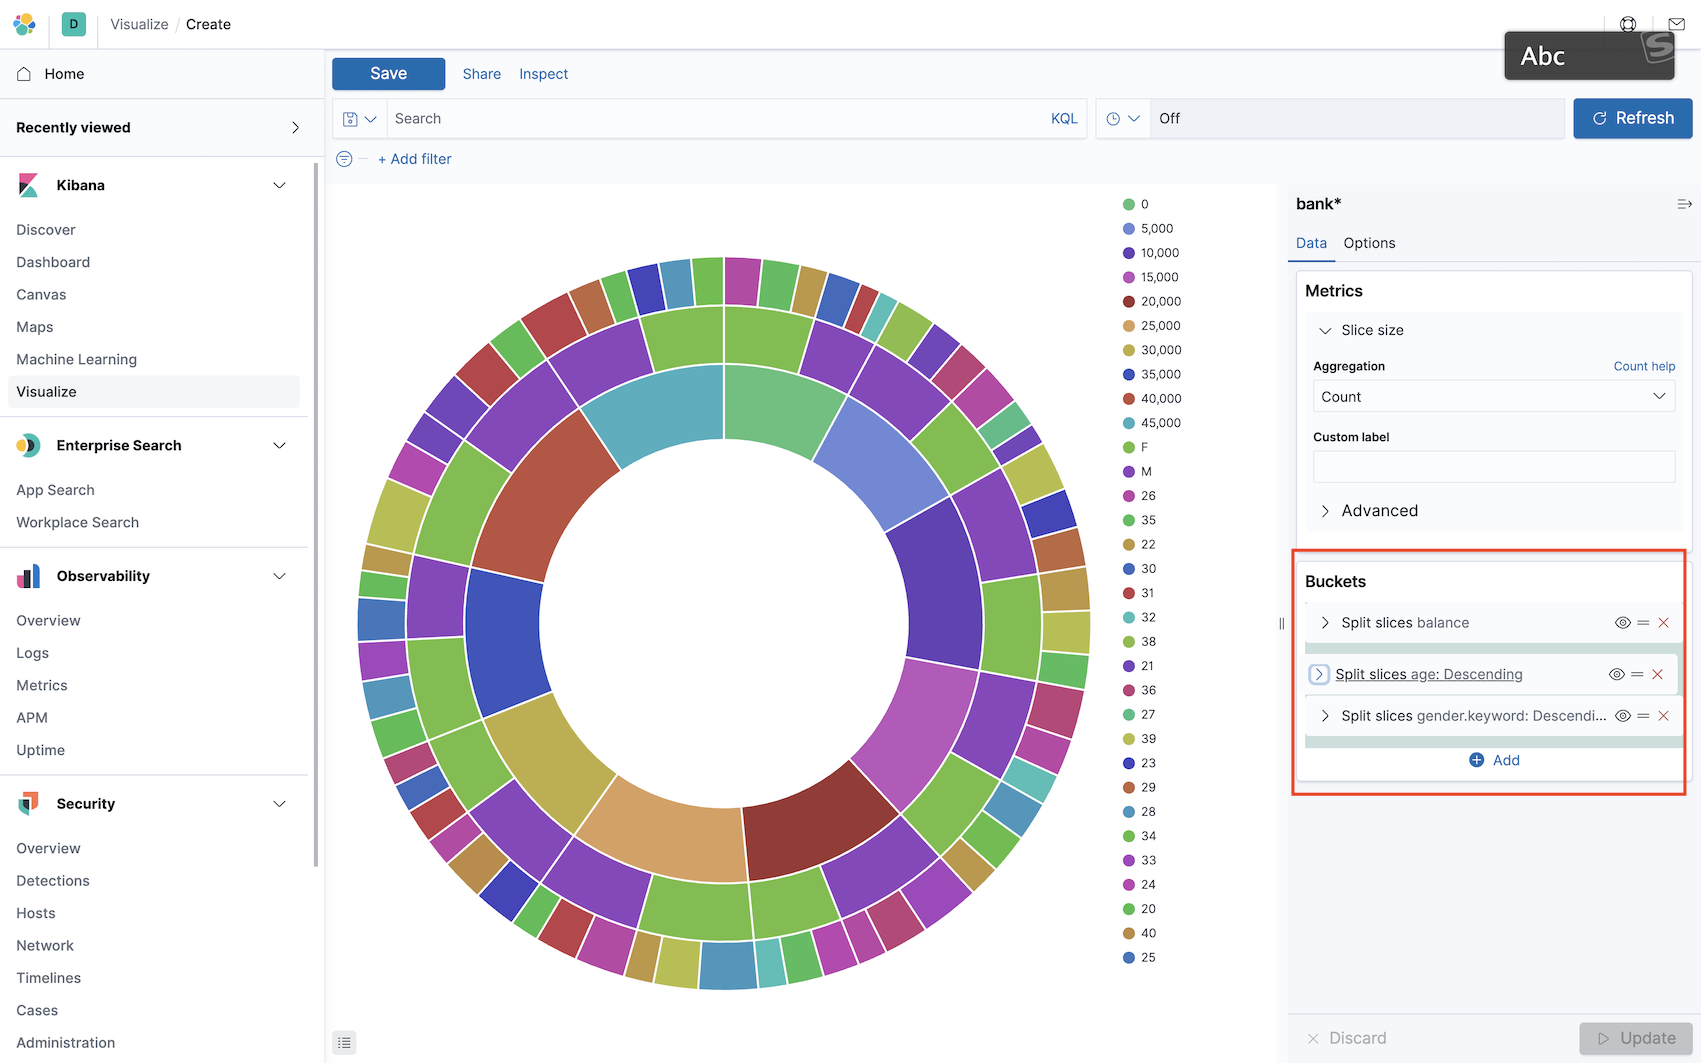 D
Visualize / Create
Abc
S
Home
Save
Share
Inspect
Search
KQL
Off
Refresh
Recently viewed
+ Add filter
Kibana
Discover
Dashboard
Canvas
Maps
Machine Learning
Visualize
Enterprise Search
App Search
Workplace Search
Observability
Overview
Logs
Metrics
APM
Uptime
Security
Overview
Detections
Hosts
Network
Timelines
Cases
Administration
0
5,000
10,000
15,000
20,000
25,000
30,000
35,000
40,000
45,000
F
M
26
35
22
30
31
32
38
21
36
27
39
23
29
28
34
33
24
20
40
25
bank*
Data
Options
Metrics
Slice size
Aggregation
Count help
Count
Custom label
Advanced
Buckets
Split slices balance
Split slices age: Descending
Split slices gender.keyword: Descendi...
Add
Discard
Update